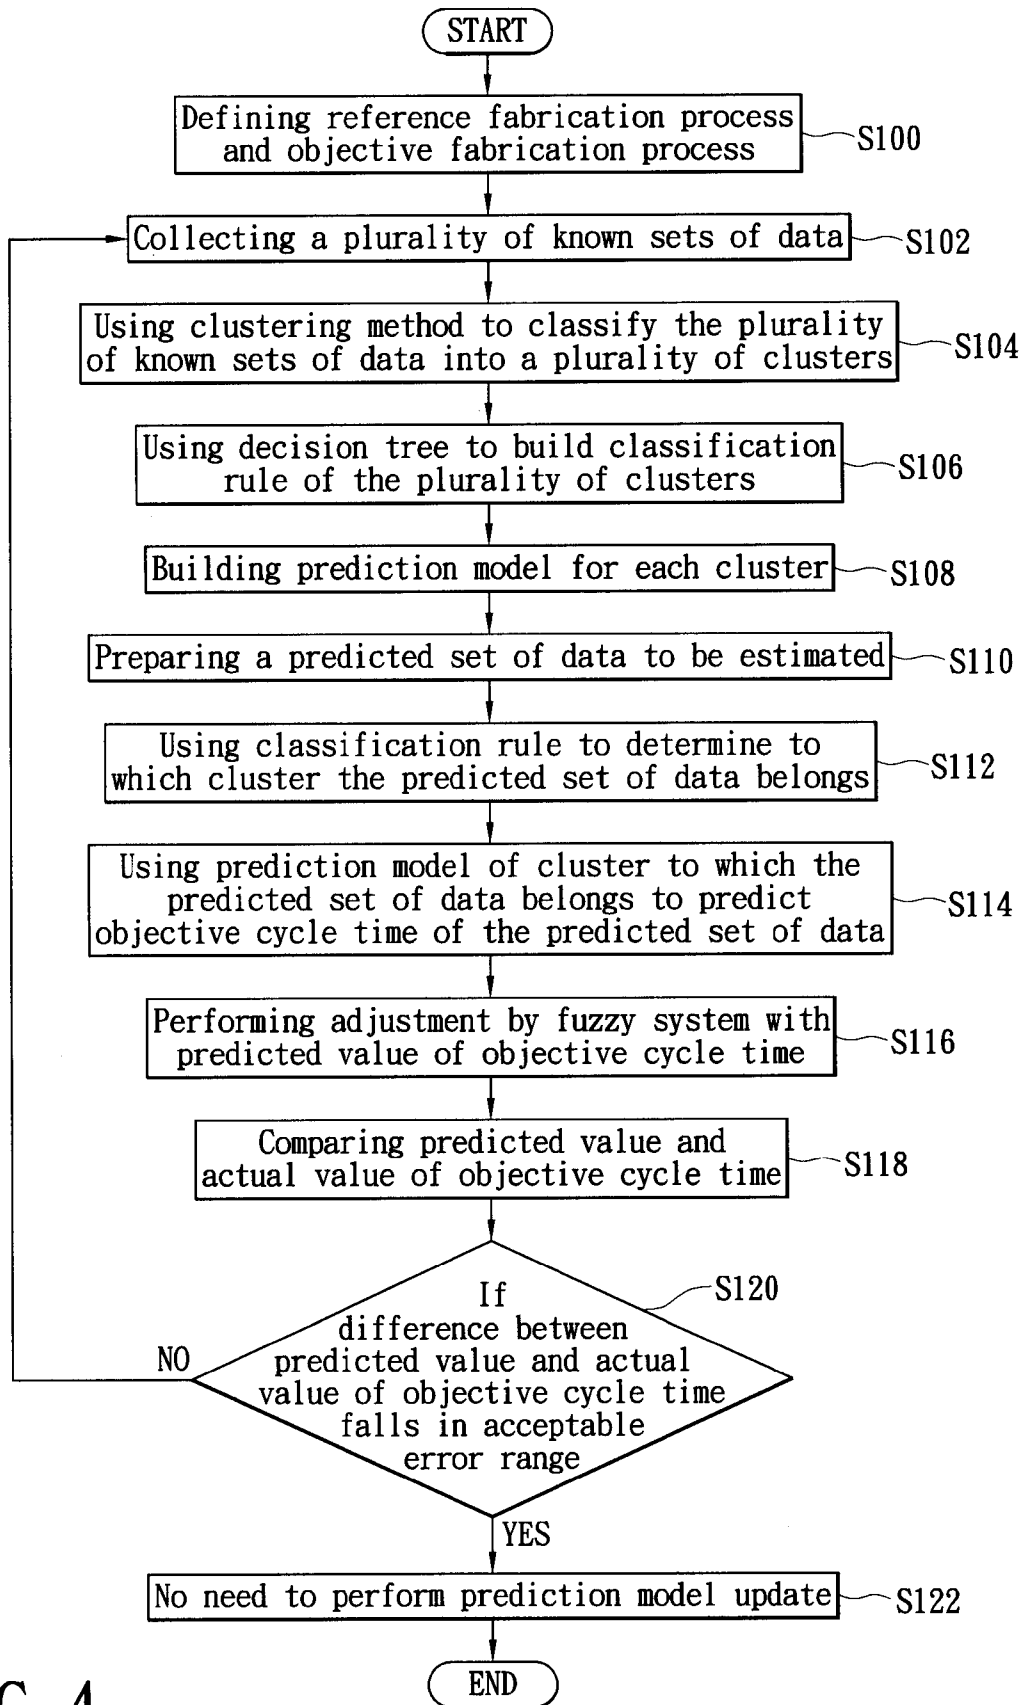 START
Defining reference fabrication process
and objective fabrication process
S100
Collecting a plurality of known sets of data
S102
Using clustering method to classify the plurality
of known sets of data into a plurality of clusters
S104
Using decision tree to build classification
rule of the plurality of clusters
S106
Building prediction model for each cluster
S108
Preparing a predicted set of data to be estimated
S110
Using classification rule to determine to
which cluster the predicted set of data belongs
S112
Using prediction model of cluster to which the
predicted set of data belongs to predict
objective cycle time of the predicted set of data
S114
Performing adjustment by fuzzy system with
predicted value of objective cycle time
S116
Comparing predicted value and
actual value of objective cycle time
S118
If
difference between
predicted value and actual
value of objective cycle time
falls in acceptable
error range
S120
NO
YES
No need to perform prediction model update
S122
END